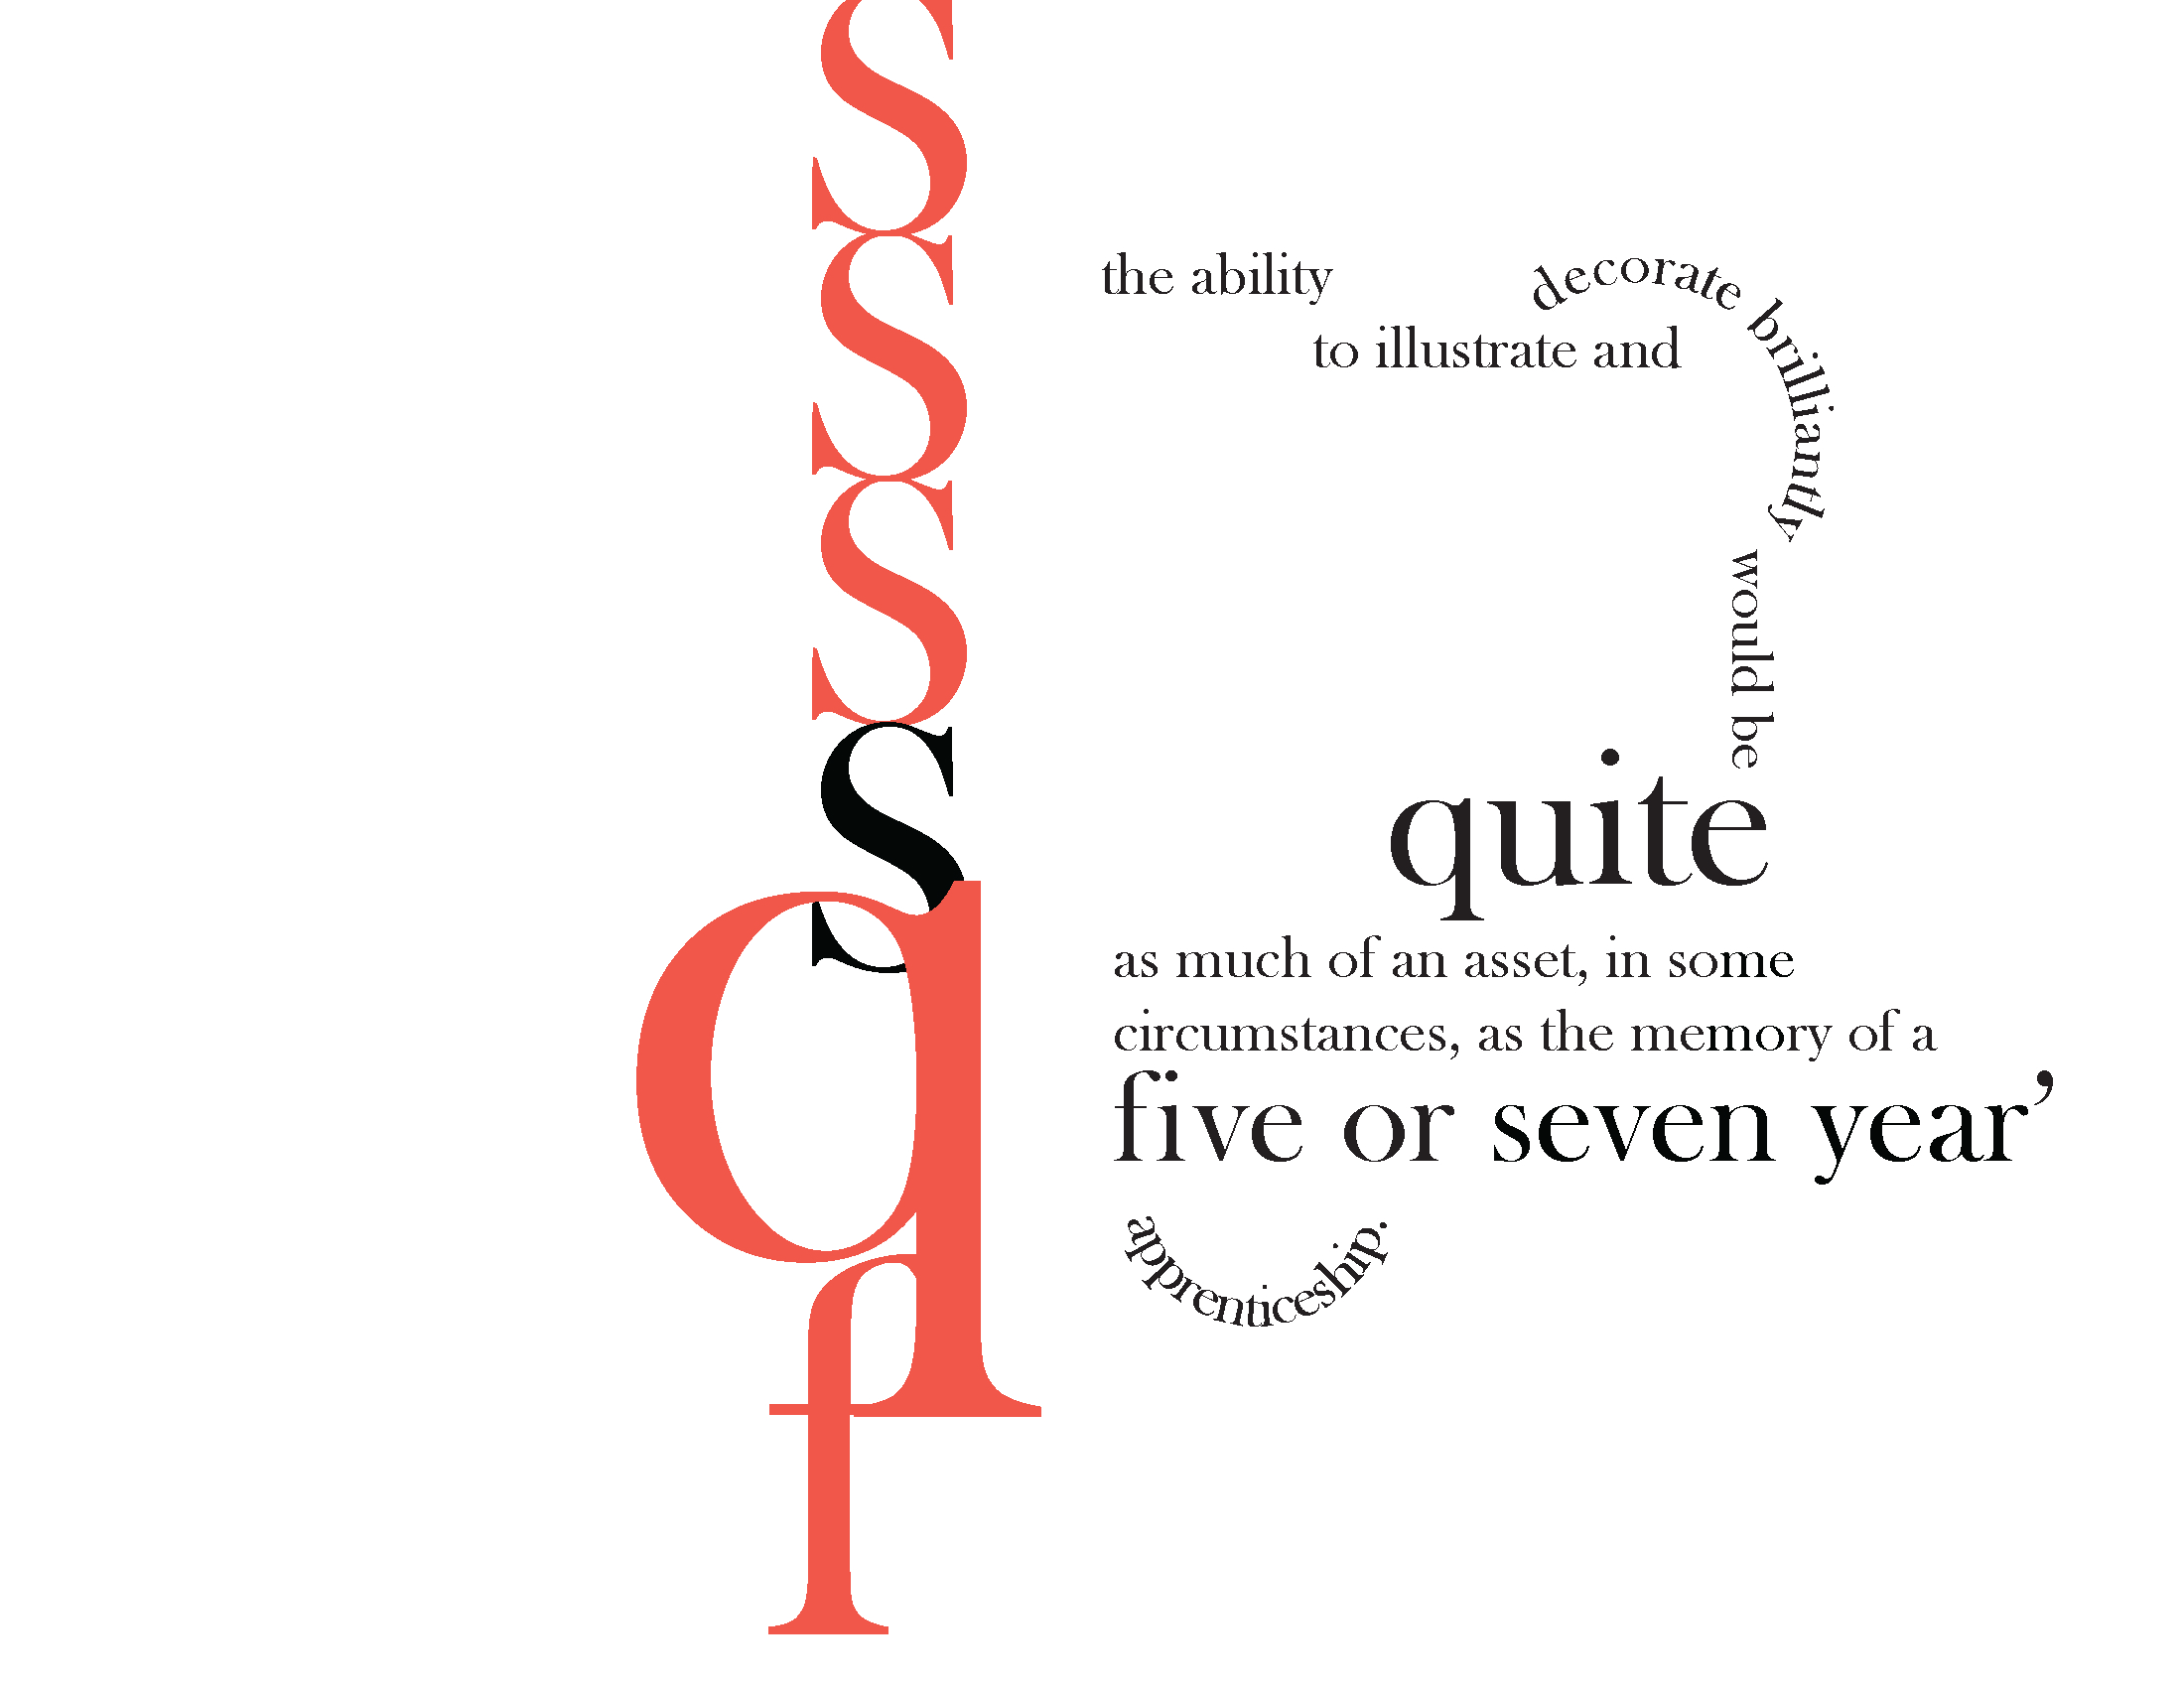 s
s
s
s
q
f
the ability
to illustrate and
decorate brilliantly
would be
quite
as much of an asset, in some
circumstances, as the memory of a
five or seven year’
apprenticeship.